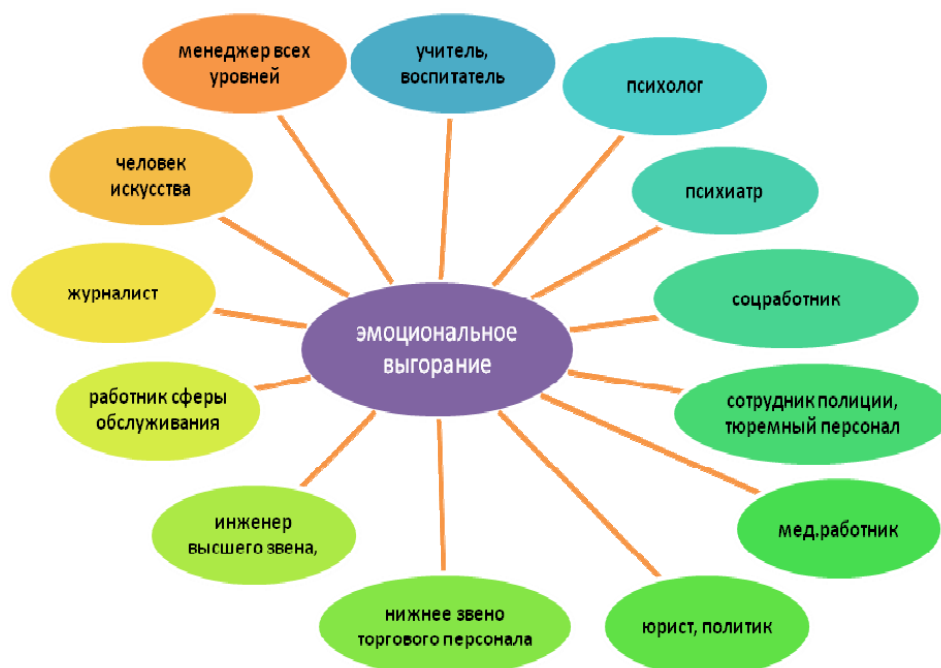 менеджер всех
уровней
учитель,
воспитатель
психолог
человек
искусства
психиатр
журналист
соцработник
эмоциональное
выгорание
работник сферы
обслуживания
сотрудник полиции,
тюремный персонал
инженер
высшего звена,
мед.работник
нижнее звено
торгового персонала
юрист, политик